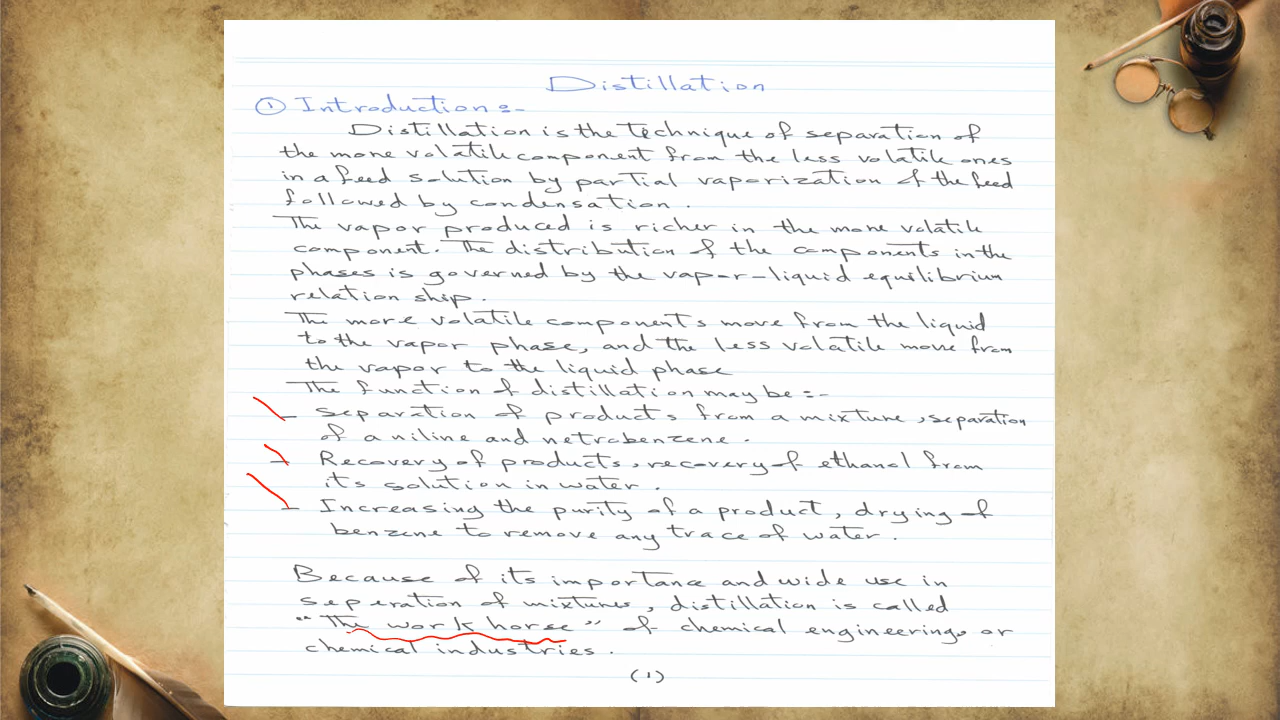 Distillation
① Introduction:-
Distillation is the technique of separation of
the more volatile component from the less volatile ones
in a feed solution by partial vaporization of the feed
followed by condensation.
The vapor produced is richer in the more volatile
component. The distribution of the components in the
phases is governed by the vapor-liquid equilibrium
relation ship.
The more volatile components move from the liquid
to the vapor phase, and the less volatile move from
the vapor to the liquid phase
The function of distillation may be:-
- Separation of products from a mixture, separation
of aniline and netrobenzene.
- Recovery of products, recovery of ethanol from
its solution in water.
- Increasing the purity of a product, drying of
benzene to remove any trace of water.
Because of its importance and wide use in
seperation of mixtures, distillation is called
"The work horse" of chemical engineering, or
chemical industries.
(1)